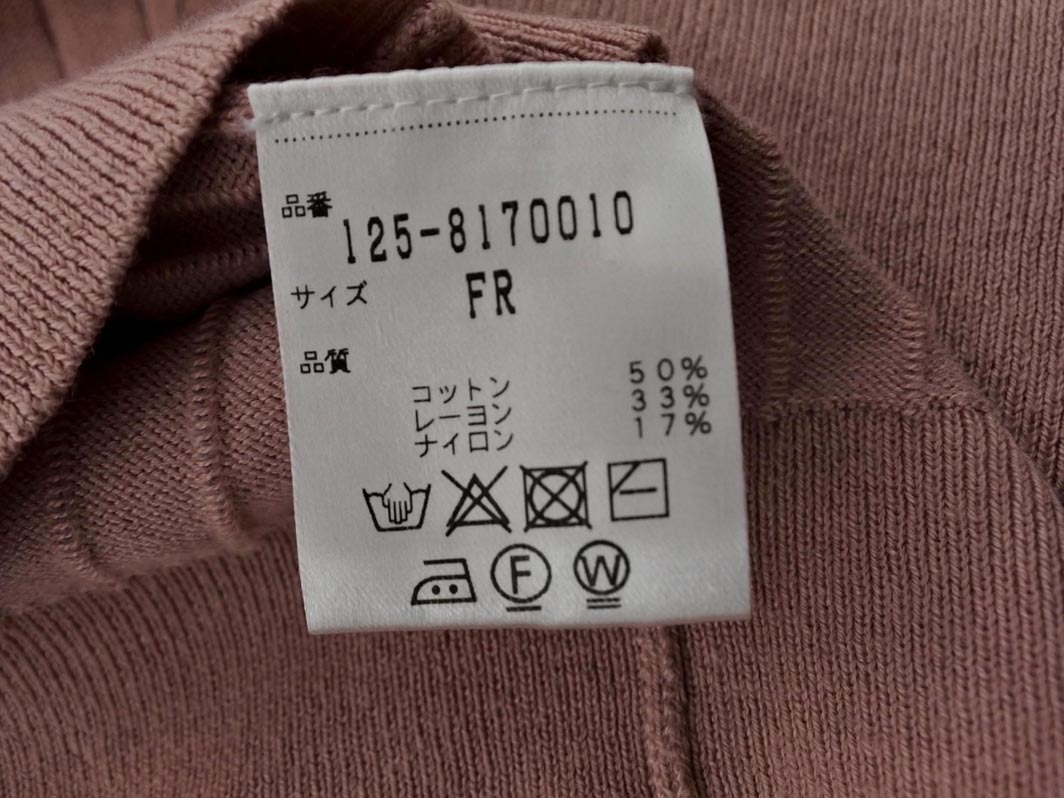 品番
125-8170010
サイズ FR
品質
コットン 50%
レーヨン 33%
ナイロン 17%
F W